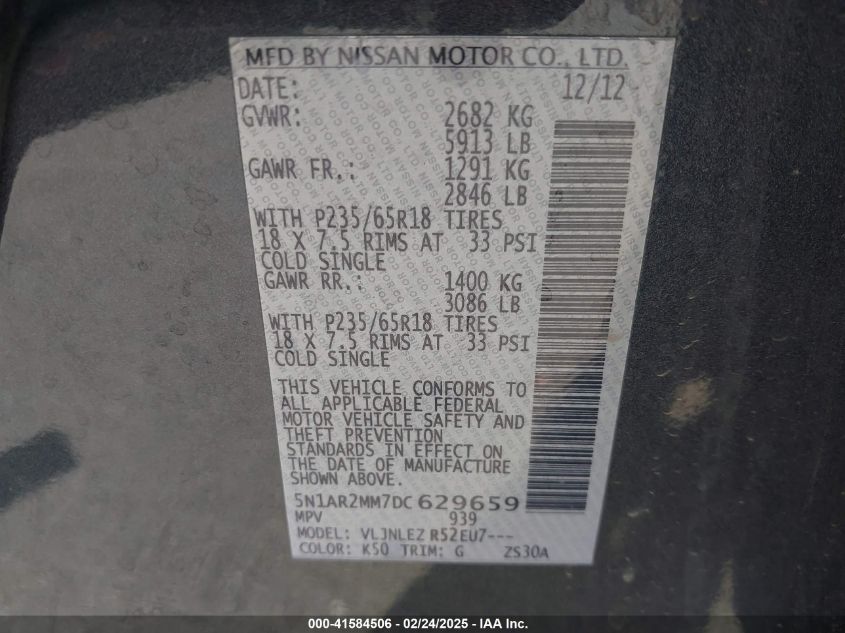 MFD BY NISSAN MOTOR CO., LTD.
DATE: 12/12
GVWR: 2682 KG
5913 LB
GAWR FR.: 1291 KG
2846 LB
WITH P235/65R18 TIRES
18 X 7.5 RIMS AT 33 PSI
COLD SINGLE
GAWR RR.: 1400 KG
3086 LB
WITH P235/65R18 TIRES
18 X 7.5 RIMS AT 33 PSI
COLD SINGLE
THIS VEHICLE CONFORMS TO
ALL APPLICABLE FEDERAL
MOTOR VEHICLE SAFETY AND
THEFT PREVENTION
STANDARDS IN EFFECT ON
THE DATE OF MANUFACTURE
SHOWN ABOVE.
5N1AR2MM7DC629659
MPV 939
MODEL: VLJNLEZ R52EU7---
COLOR: K50 TRIM: G ZS30A
000-41584506 / 02/24/2025 / IAA Inc.